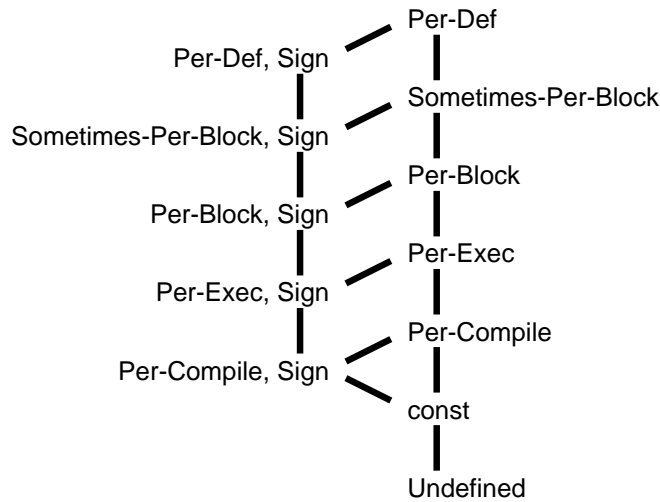 Per-Def
Per-Def, Sign
Sometimes-Per-Block
Sometimes-Per-Block, Sign
Per-Block
Per-Block, Sign
Per-Exec
Per-Exec, Sign
Per-Compile
Per-Compile, Sign
const
Undefined